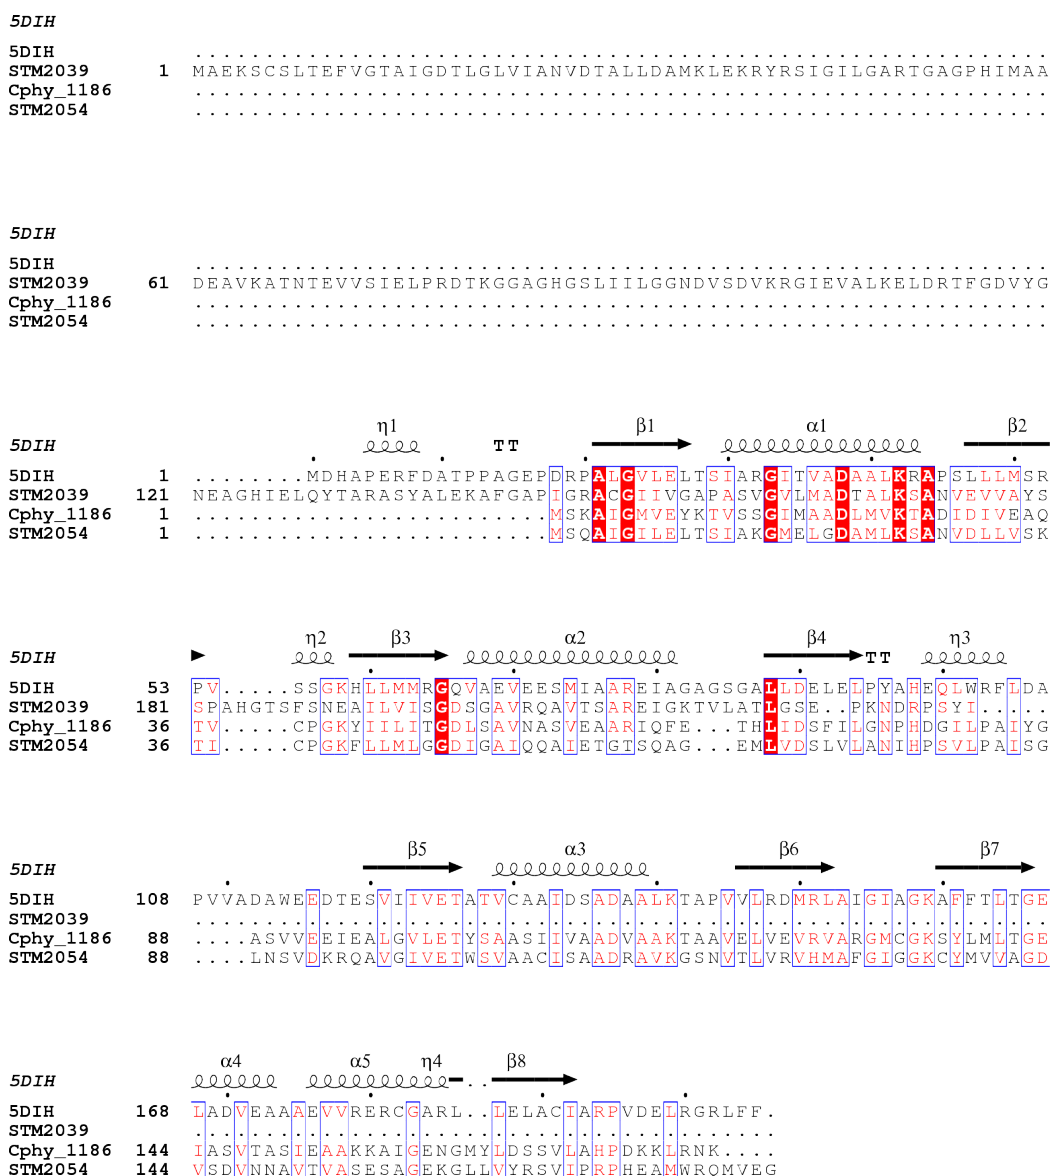 5DIH
5DIH ............................................................
STM2039 1 MAEKSCSLTEFVGTAIGDTLGLVIANVDTALLDAMKLEKRYRSIGILGARTGAGPHIMAA
Cphy_1186 ............................................................
STM2054 ............................................................
5DIH
5DIH ............................................................
STM2039 61 DEAVKATNTEVVSIELPRDTKGGAGHGSLIILGGNDVSDVKRGIEVALKELDRTFGDVYG
Cphy_1186 ............................................................
STM2054 ............................................................
η1 β1 α1 β2
5DIH TT
5DIH 1 ........MDHAPERFDATPPAGEPDRPALGVLELTSIARGITVADAALKRAPSLLLMSR
STM2039 121 NEAGHIELQYTARASYALEKAFGAPIGRACGIIVGAPASVGVLMADTALKSANVEVVAYS
Cphy_1186 1 .........................MSKAIGMVEYKTVSSGIMAADLMVKTADIDIVEAQ
STM2054 1 .........................MSQAIGILELTSIAKGMELGDAMLKSANVDLLVSK
η2 β3 α2 β4 η3
5DIH TT
5DIH 53 PV.....SSGKHLLMMRGQVAEVEESMIAAREIAGAGSGALLDELELPYAHEQLWRFLDA
STM2039 181 SPAHGTSFSNEAILVISGDSGAVRQAVTSAREIGKTVLATLGSE..PKNDRPSYI.....
Cphy_1186 36 TV.....CPGKYIILITGDLSAVNASVEAARIQFE...THLIDSFILGNPHDGILPAIYG
STM2054 36 TI.....CPGKFLLMLGGDIGAIQQAIETGTSQAG...EMLVDSLVLANIHPSVLPAISG
β5 α3 β6 β7
5DIH
5DIH 108 PVVADAWEEDTESVIIVETATVCAAIDSADAALKTAPVVLRDMRLAIGIAGKAFFTLTGE
STM2039 ............................................................
Cphy_1186 88 ....ASVVEEIEALGVLETYSAASIIVAADVAAKTAAVELVEVRVARGMCGKSYLMLTGE
STM2054 88 ....LNSVDKRQAVGIVETWSVAACISAADRAVKGSNVTLVRVHMAFGIGGKCYMVVAGD
α4 α5 η4 β8
5DIH ..
5DIH 168 LADVEAAAEVVRERCGARL..LELACIARPVDELRGRLFF.
STM2039 .........................................
Cphy_1186 144 IASVTASIEAAKKAIGENGMYLDSSVLAHPDKKLRNK....
STM2054 144 VSDVNNAVTVASESAGEKGLLVYRSVIPRPHEAMWRQMVEG